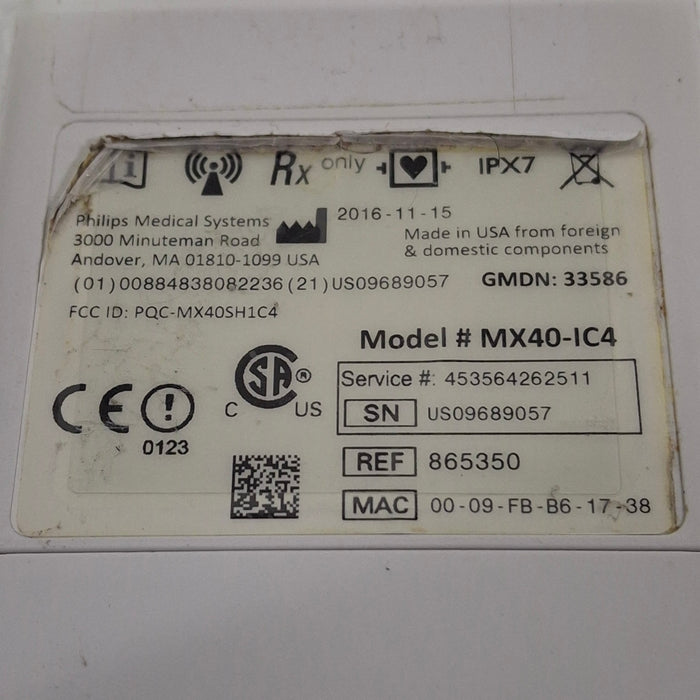 i
Rx only
IPX7
Philips Medical Systems
3000 Minuteman Road
Andover, MA 01810-1099 USA
2016-11-15
Made in USA from foreign
& domestic components
(01)00884838082236(21)US09689057
GMDN: 33586
FCC ID: PQC-MX40SH1C4
Model # MX40-IC4
CE 0123
C SA® US
Service #: 453564262511
SN US09689057
REF 865350
MAC 00-09-FB-B6-17-38